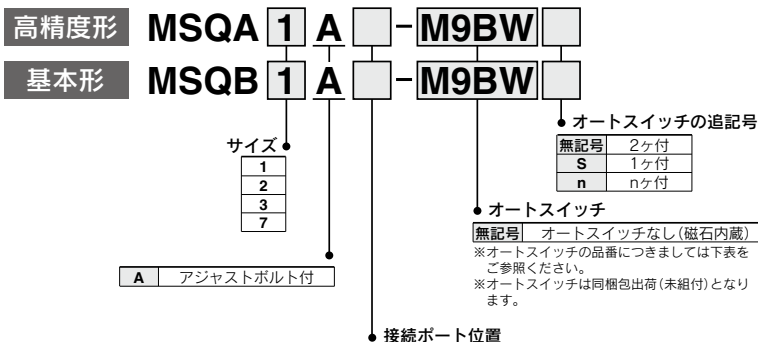 高精度形 MSQA 1 A □-M9BW□
基本形 MSQB 1 A □-M9BW□
オートスイッチの追記号
無記号 2ヶ付
S 1ヶ付
n nヶ付
サイズ
1
2
3
7
オートスイッチ
無記号 オートスイッチなし(磁石内蔵)
※オートスイッチの品番につきましては下表を
ご参照ください。
※オートスイッチは同梱包出荷(未組付)となり
ます。
A アジャストボルト付
接続ポート位置